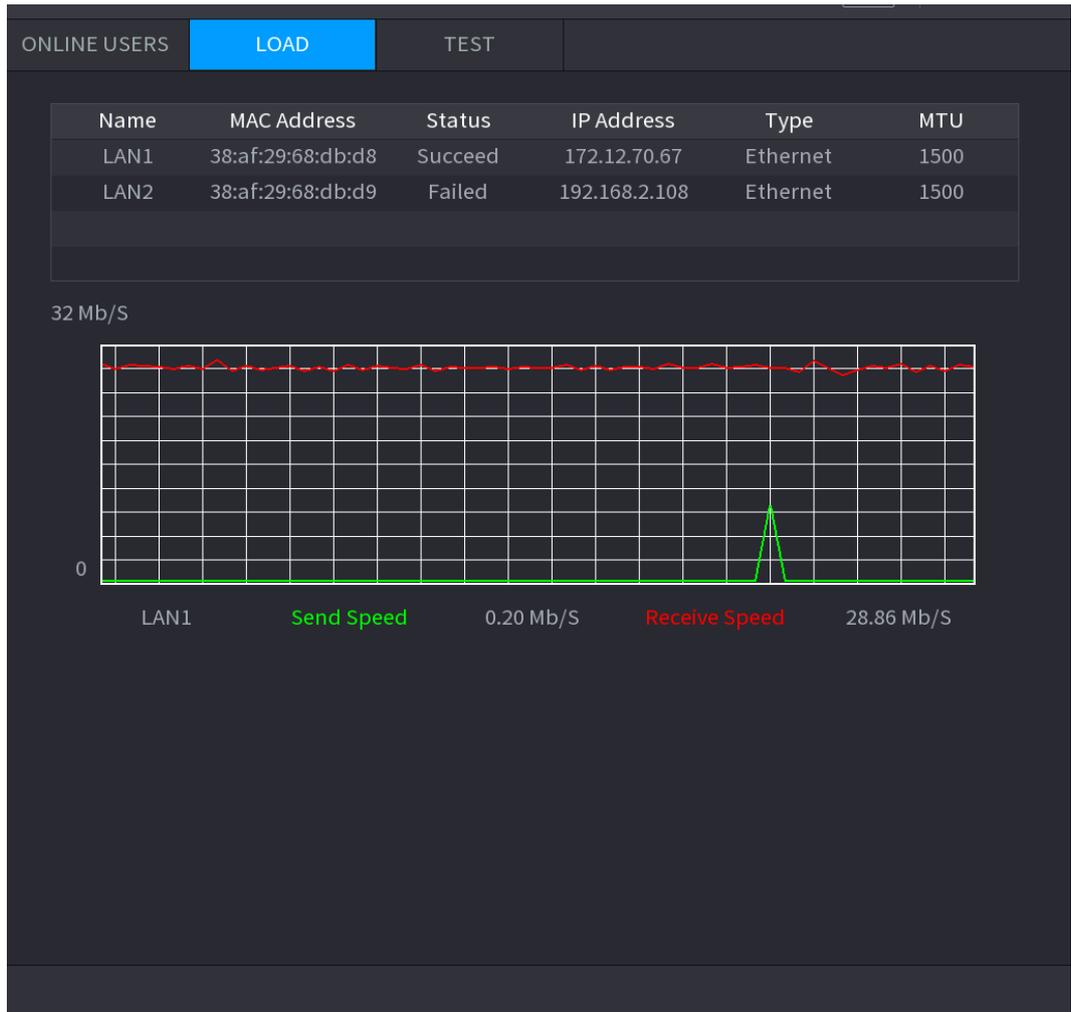 ONLINE USERS LOAD TEST
Name MAC Address Status IP Address Type MTU
LAN1 38:af:29:68:db:d8 Succeed 172.12.70.67 Ethernet 1500
LAN2 38:af:29:68:db:d9 Failed 192.168.2.108 Ethernet 1500
32 Mb/S
0
LAN1 Send Speed 0.20 Mb/S Receive Speed 28.86 Mb/S